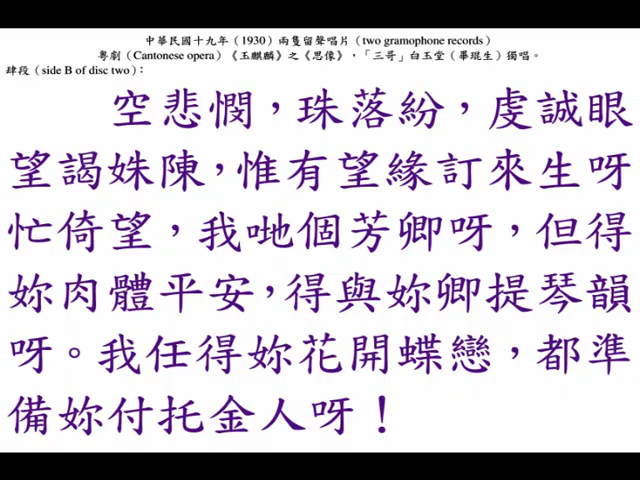 中華民國十九年（1930）兩隻留聲唱片（two gramophone records）
粵劇（Cantonese opera）《玉麒麟》之《思像》，「三哥」白玉堂（畢琨生）獨唱。
肆段（side B of disc two）：
空悲憫，珠落紛，虔誠眼
望謁姝陳，惟有望緣訂來生呀
忙倚望，我哋個芳卿呀，但得
妳肉體平安，得與妳卿提琴韻
呀。我任得妳花開蝶戀，都準
備妳付托金人呀！